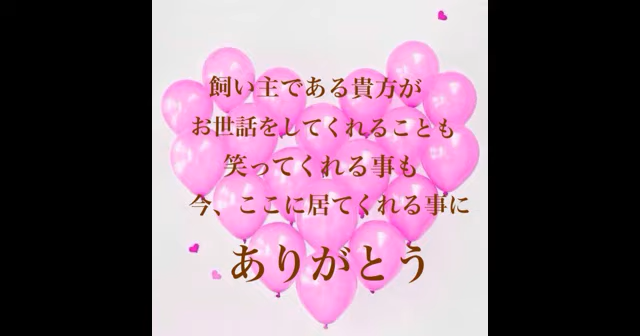 飼い主である貴方が
お世話をしてくれることも
笑ってくれる事も
今、ここに居てくれる事に
ありがとう